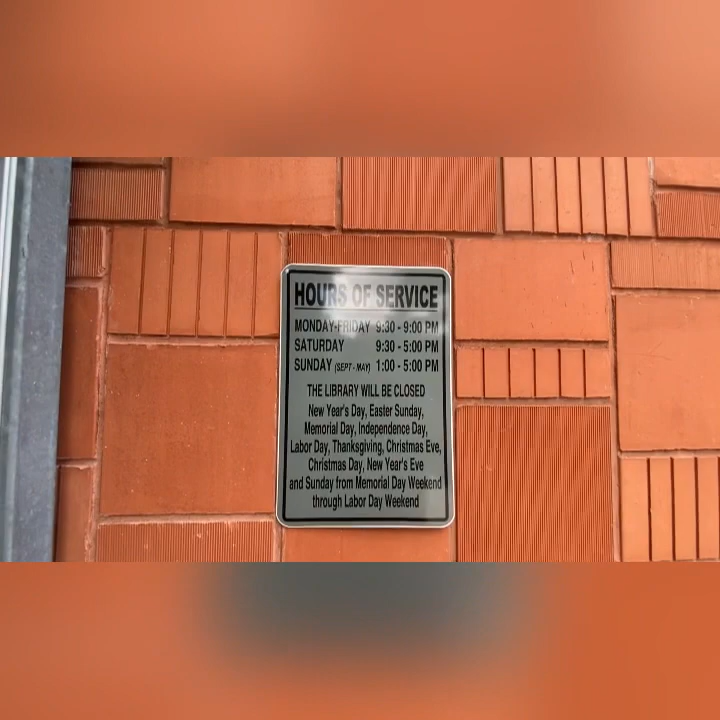 HOURS OF SERVICE
MONDAY-FRIDAY 9:30 - 9:00 PM
SATURDAY 9:30 - 5:00 PM
SUNDAY (SEPT - MAY) 1:00 - 5:00 PM
THE LIBRARY WILL BE CLOSED
New Year's Day, Easter Sunday,
Memorial Day, Independence Day,
Labor Day, Thanksgiving, Christmas Eve,
Christmas Day, New Year's Eve
and Sunday from Memorial Day Weekend
through Labor Day Weekend